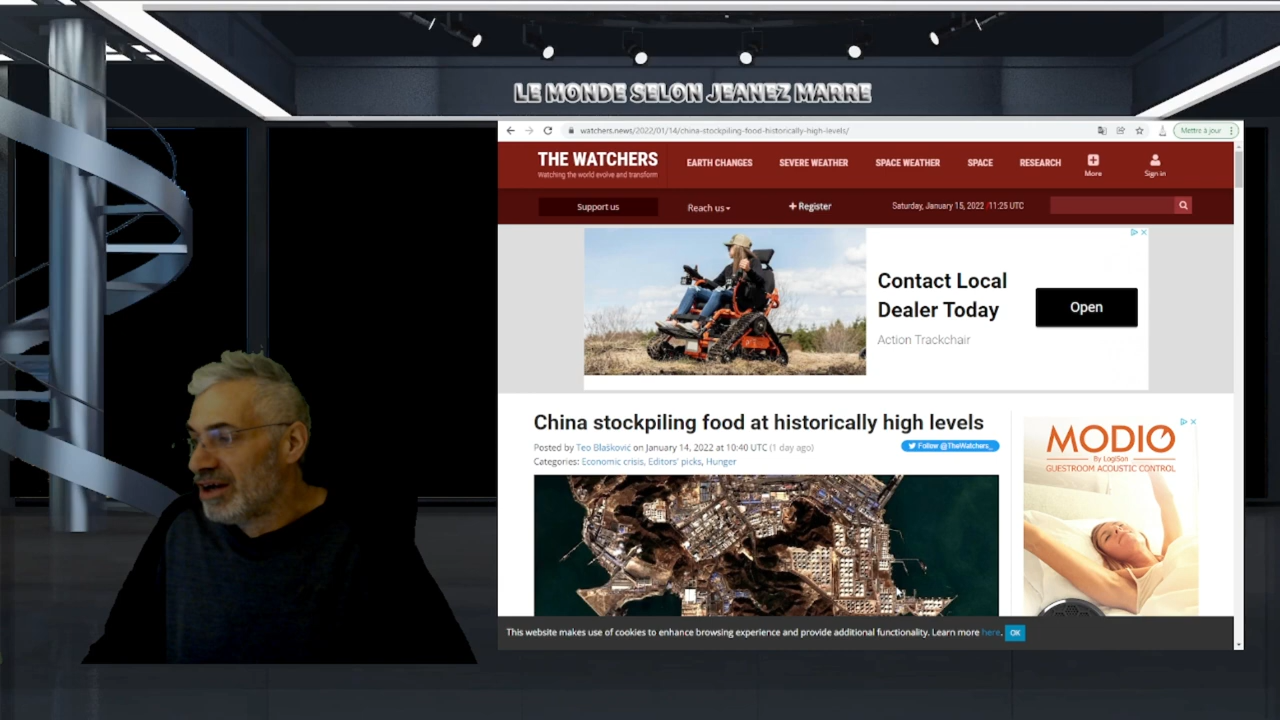 LE MONDE SELON JEANEZ MARRE
watchers.news/2022/01/14/china-stockpiling-food-historically-high-levels/
Mettre à jour
THE WATCHERS
Watching the world evolve and transform
EARTH CHANGES
SEVERE WEATHER
SPACE WEATHER
SPACE
RESEARCH
More
Sign in
Support us
Reach us
Register
Saturday, January 15, 2022 /11:25 UTC
Contact Local
Dealer Today
Action Trackchair
Open
China stockpiling food at historically high levels
Posted by Teo Blašković on January 14, 2022 at 10:40 UTC (1 day ago)
Follow @TheWatchers_
Categories: Economic crisis, Editors' picks, Hunger
MODIO
By LogiSon
GUESTROOM ACOUSTIC CONTROL
This website makes use of cookies to enhance browsing experience and provide additional functionality. Learn more here. OK